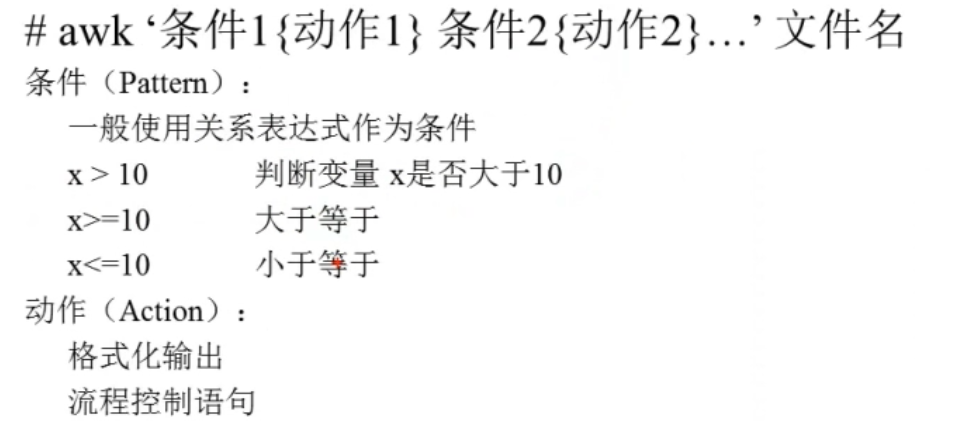 # awk ‘条件1{动作1} 条件2{动作2}…’ 文件名
条件（Pattern）：
一般使用关系表达式作为条件
x > 10 判断变量 x是否大于10
x>=10 大于等于
x<=10 小于等于
动作（Action）：
格式化输出
流程控制语句